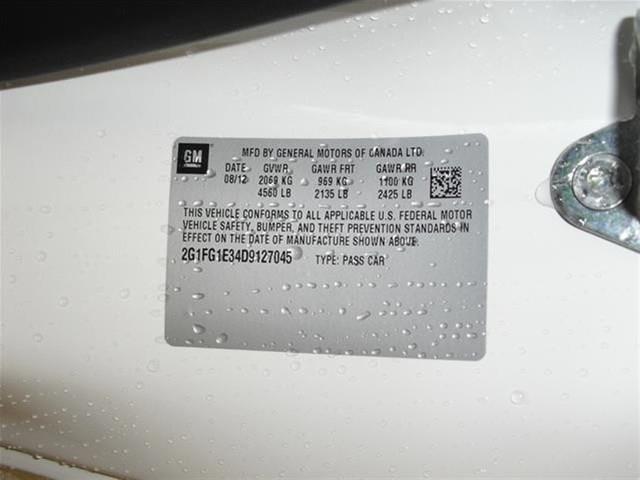 GM
MFD BY GENERAL MOTORS OF CANADA LTD.
DATE GVWR GAWR FRT GAWR RR
08/12 2069 KG 969 KG 1100 KG
4560 LB 2135 LB 2425 LB
THIS VEHICLE CONFORMS TO ALL APPLICABLE U.S. FEDERAL MOTOR
VEHICLE SAFETY, BUMPER, AND THEFT PREVENTION STANDARDS IN
EFFECT ON THE DATE OF MANUFACTURE SHOWN ABOVE.
2G1FG1E34D9127045 TYPE: PASS CAR